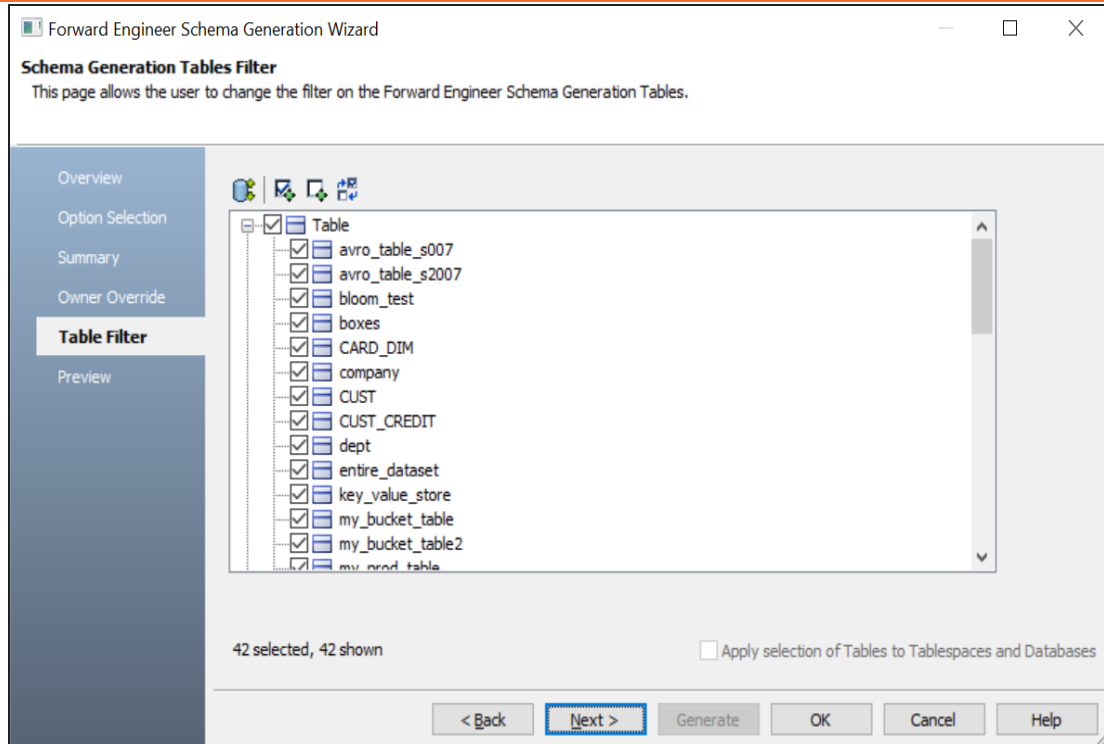 Forward Engineer Schema Generation Wizard
Schema Generation Tables Filter
This page allows the user to change the filter on the Forward Engineer Schema Generation Tables.
Overview
Option Selection
Summary
Owner Override
Table Filter
Preview
Table
avro_table_s007
avro_table_s2007
bloom_test
boxes
CARD_DIM
company
CUST
CUST_CREDIT
dept
entire_dataset
key_value_store
my_bucket_table
my_bucket_table2
my_prod_table
42 selected, 42 shown
Apply selection of Tables to Tablespaces and Databases
< Back
Next >
Generate
OK
Cancel
Help